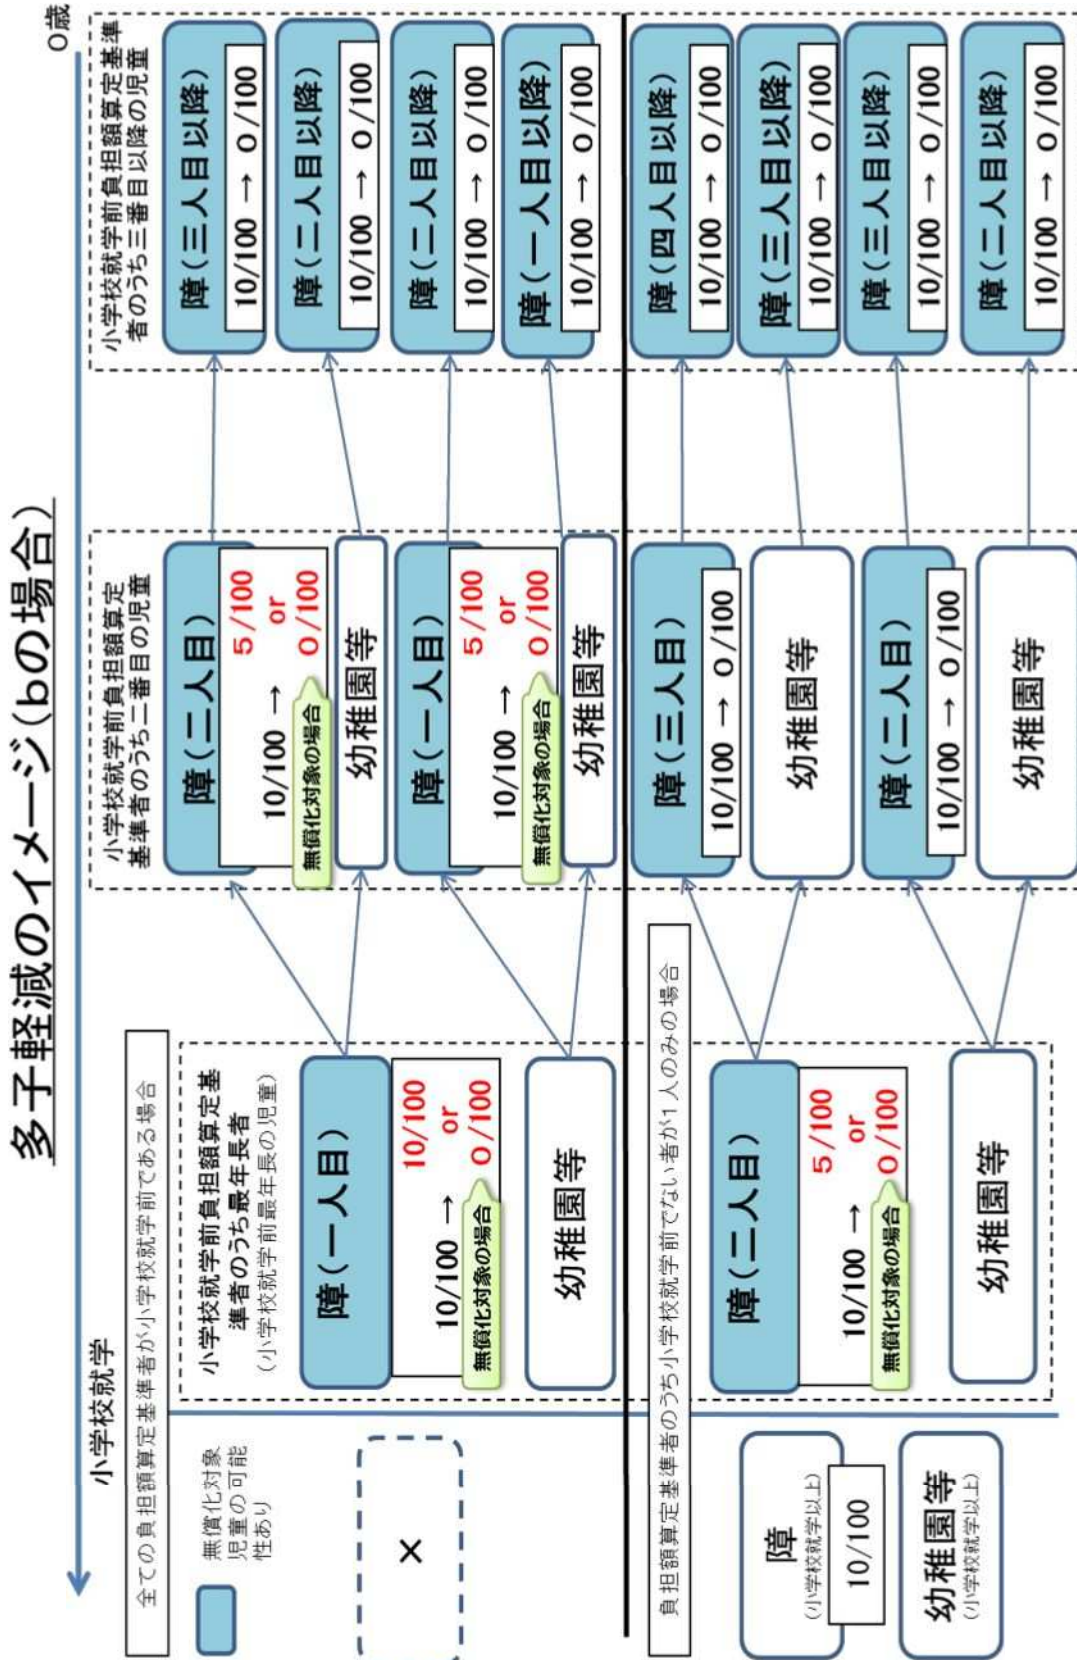 多子軽減のイメージ(bの場合)
小学校就学
0歳
全ての負担額算定基準者が小学校就学前である場合
無償化対象
児童の可能
性あり
×
小学校就学前負担額算定基
準者のうち最年長者
(小学校就学前最年長の児童)
障(一人目)
10/100 →
10/100
or
0/100
無償化対象の場合
幼稚園等
小学校就学前負担額算定
基準者のうち二番目の児童
障(二人目)
10/100 →
5/100
or
0/100
無償化対象の場合
幼稚園等
障(一人目)
10/100 →
5/100
or
0/100
無償化対象の場合
幼稚園等
小学校就学前負担額算定基準
者のうち三番目以降の児童
障(三人目以降)
10/100 → 0/100
障(二人目以降)
10/100 → 0/100
障(二人目以降)
10/100 → 0/100
障(一人目以降)
10/100 → 0/100
負担額算定基準者のうち小学校就学前でない者が1人のみの場合
障
(小学校就学以上)
10/100
幼稚園等
(小学校就学以上)
障(二人目)
10/100 →
5/100
or
0/100
無償化対象の場合
幼稚園等
障(三人目)
10/100 → 0/100
幼稚園等
障(二人目)
10/100 → 0/100
幼稚園等
障(四人目以降)
10/100 → 0/100
障(三人目以降)
10/100 → 0/100
障(三人目以降)
10/100 → 0/100
障(二人目以降)
10/100 → 0/100